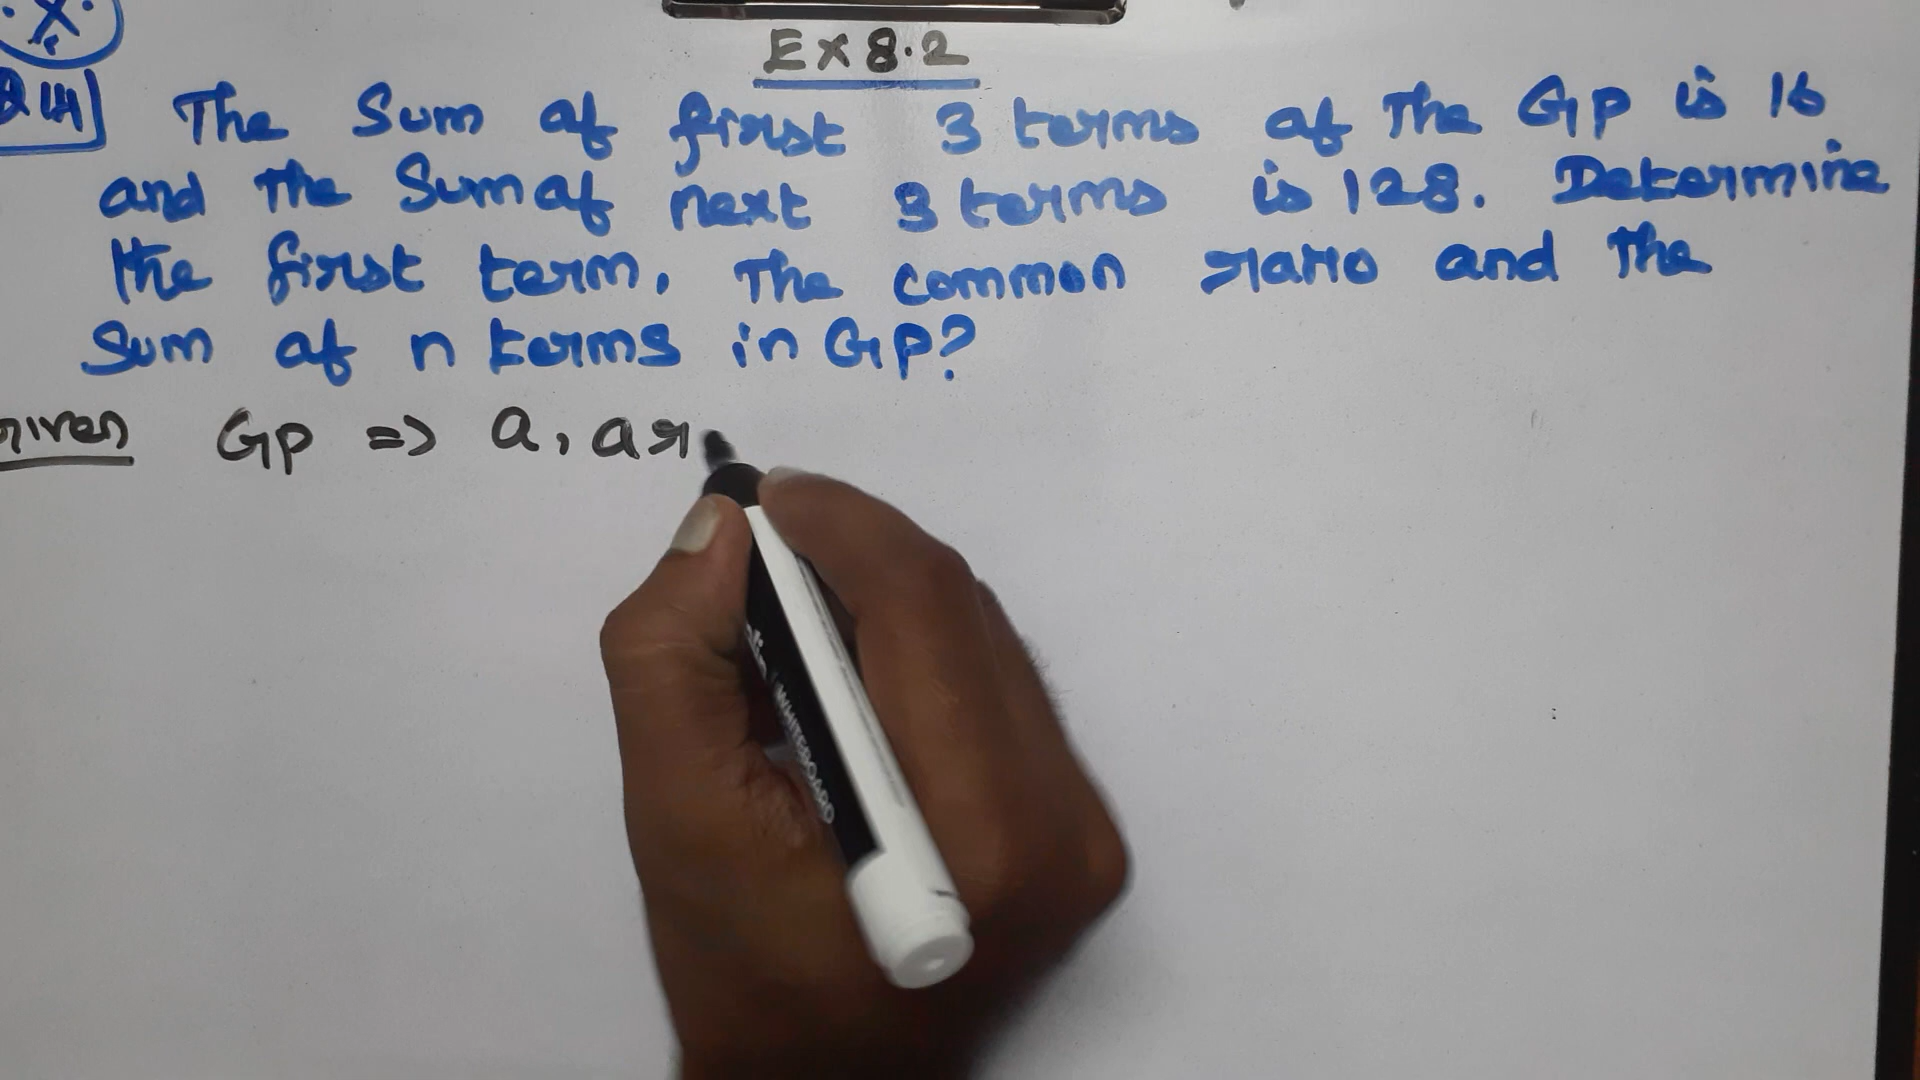 Ex 8.2
Q14] The Sum of first 3 terms of The GP is 16
and The Sum of next 3 terms is 128. Determine
the first term, The common ratio and The
Sum of n terms in GP?
GP => a, ar
WHITEBOARD